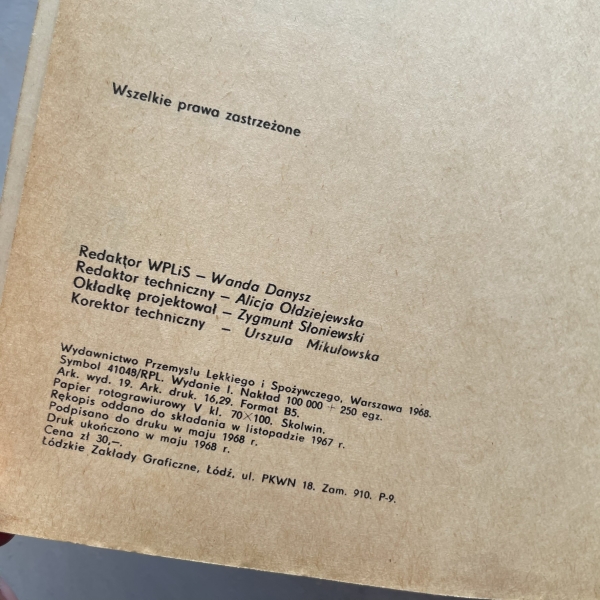 Wszelkie prawa zastrzeżone
Redaktor WPLiS – Wanda Danysz
Redaktor techniczny – Alicja Ołdziejewska
Okładkę projektował – Zygmunt Słoniewski
Korektor techniczny – Urszula Mikułowska
Wydawnictwo Przemysłu Lekkiego i Spożywczego, Warszawa 1968.
Symbol 41048/RPL. Wydanie I. Nakład 100 000 + 250 egz.
Ark. wyd. 19. Ark. druk. 16,29. Format B5.
Papier rotograwiurowy V kl. 70×100. Skolwin.
Rękopis oddano do składania w listopadzie 1967 r.
Podpisano do druku w maju 1968 r.
Druk ukończono w maju 1968 r.
Cena zł 30,–.
Łódzkie Zakłady Graficzne, Łódź, ul. PKWN 18. Zam. 910. P-9.